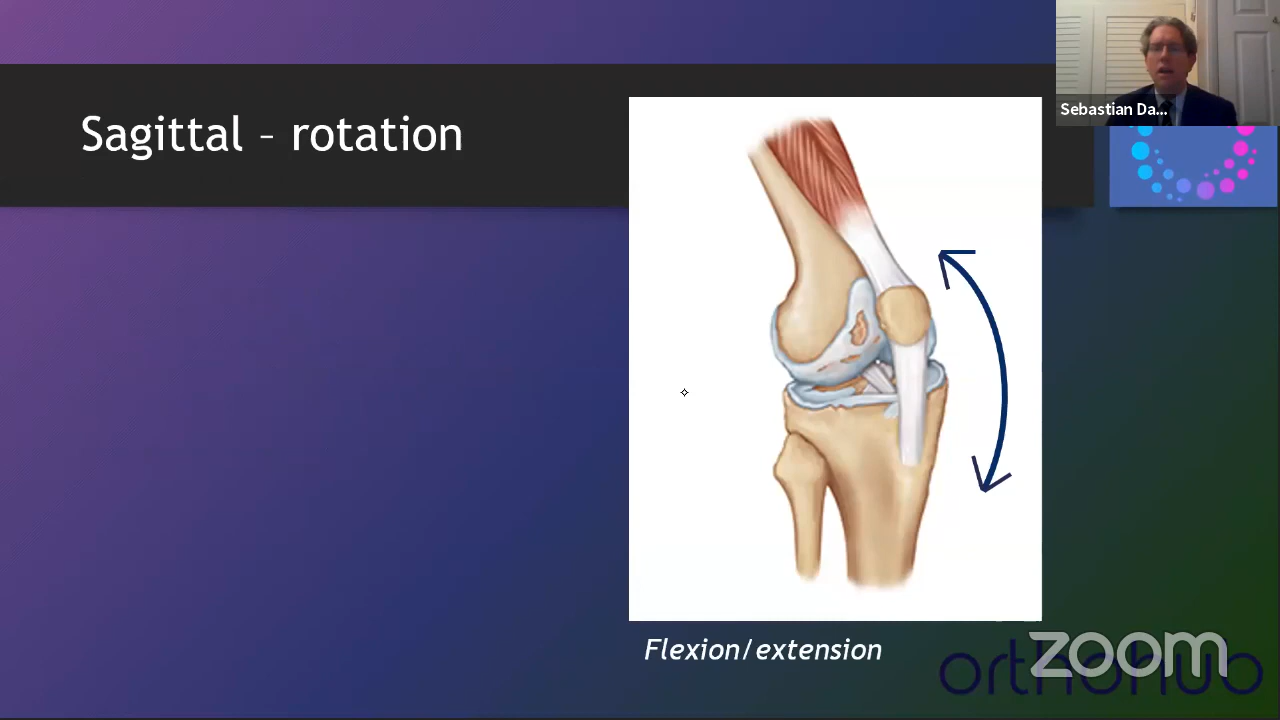 Sagittal – rotation
Sebastian Da...
Flexion/extension
orthohub
zoom